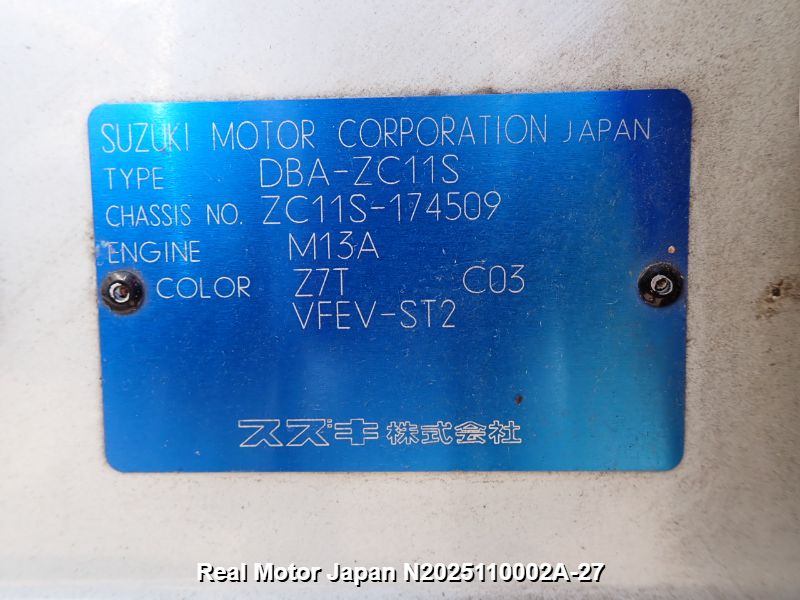 SUZUKI MOTOR CORPORATION JAPAN
TYPE DBA-ZC11S
CHASSIS NO. ZC11S-174509
ENGINE M13A
COLOR Z7T C03
VFEV-ST2
スズキ株式会社
Real Motor Japan N2025110002A-27